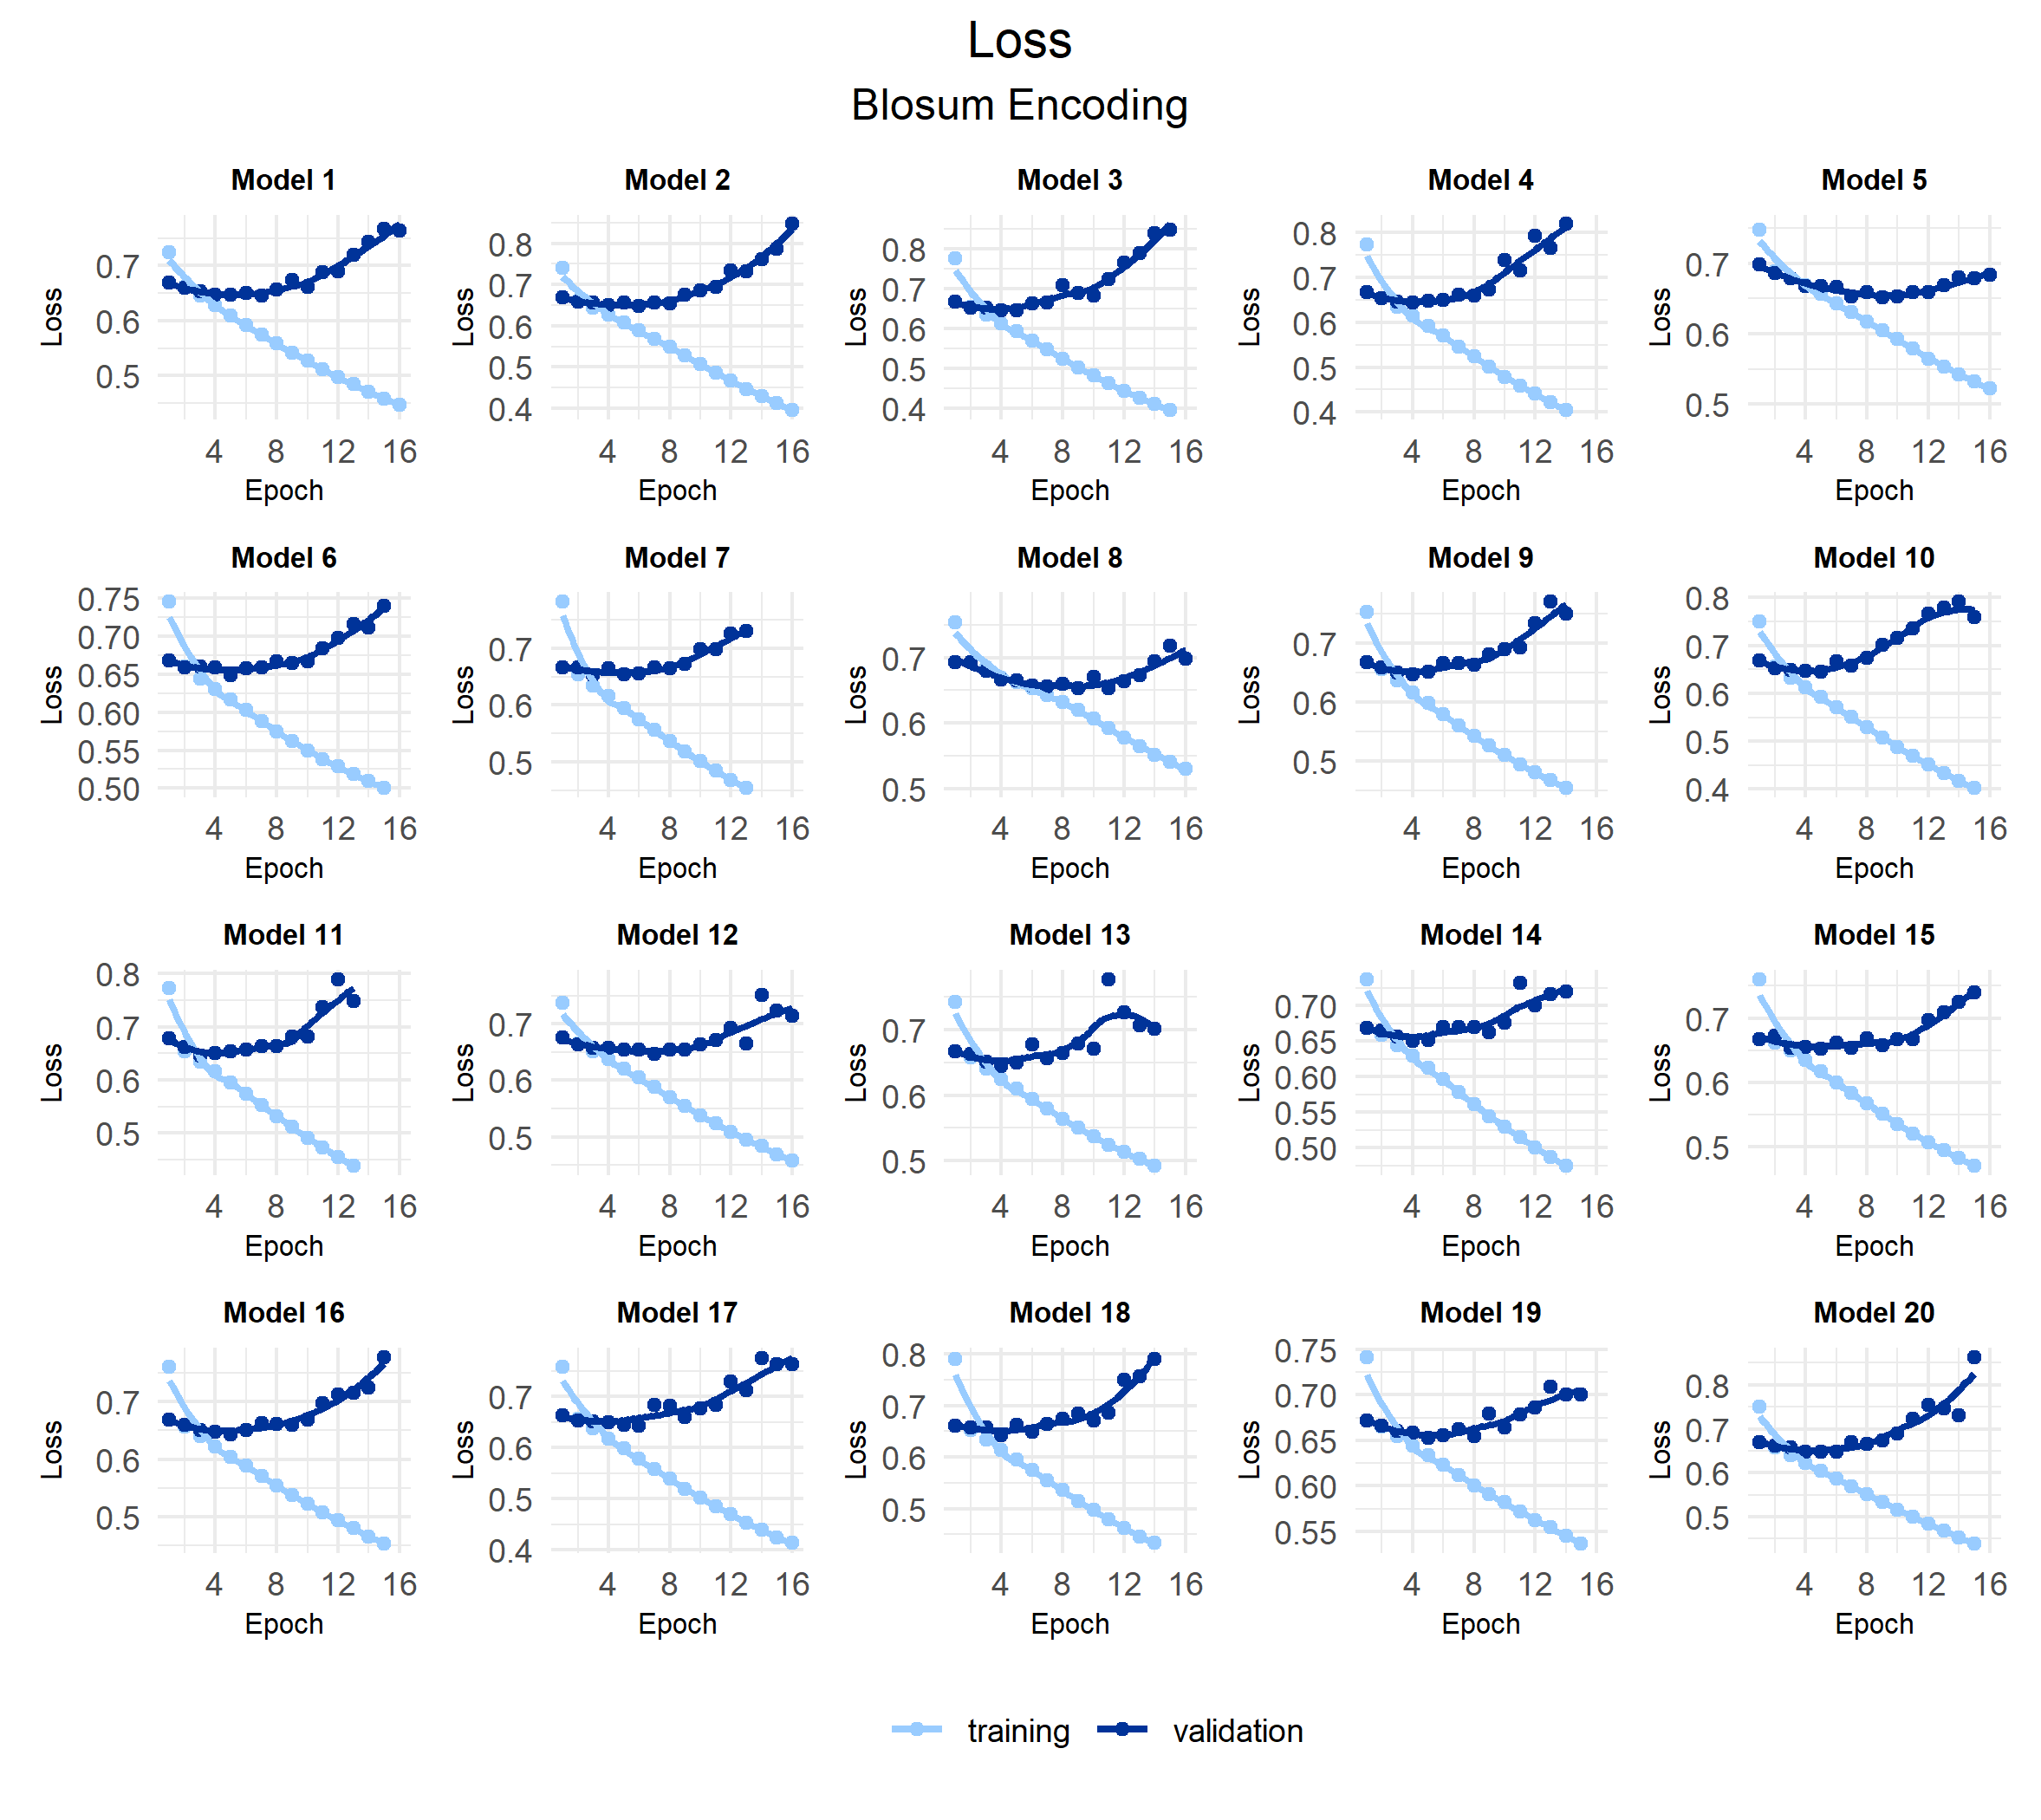 Loss
Blosum Encoding
Model 1
Model 2
Model 3
Model 4
Model 5
0.7
0.6
0.5
Loss
4 8 12 16
Epoch
0.8
0.7
0.6
0.5
0.4
Loss
4 8 12 16
Epoch
0.8
0.7
0.6
0.5
0.4
Loss
4 8 12 16
Epoch
0.8
0.7
0.6
0.5
0.4
Loss
4 8 12 16
Epoch
0.7
0.6
0.5
Loss
4 8 12 16
Epoch
Model 6
Model 7
Model 8
Model 9
Model 10
0.75
0.70
0.65
0.60
0.55
0.50
Loss
4 8 12 16
Epoch
0.7
0.6
0.5
Loss
4 8 12 16
Epoch
0.7
0.6
0.5
Loss
4 8 12 16
Epoch
0.7
0.6
0.5
Loss
4 8 12 16
Epoch
0.8
0.7
0.6
0.5
0.4
Loss
4 8 12 16
Epoch
Model 11
Model 12
Model 13
Model 14
Model 15
0.8
0.7
0.6
0.5
Loss
4 8 12 16
Epoch
0.7
0.6
0.5
Loss
4 8 12 16
Epoch
0.7
0.6
0.5
Loss
4 8 12 16
Epoch
0.70
0.65
0.60
0.55
0.50
Loss
4 8 12 16
Epoch
0.7
0.6
0.5
Loss
4 8 12 16
Epoch
Model 16
Model 17
Model 18
Model 19
Model 20
0.7
0.6
0.5
Loss
4 8 12 16
Epoch
0.7
0.6
0.5
0.4
Loss
4 8 12 16
Epoch
0.8
0.7
0.6
0.5
Loss
4 8 12 16
Epoch
0.75
0.70
0.65
0.60
0.55
Loss
4 8 12 16
Epoch
0.8
0.7
0.6
0.5
Loss
4 8 12 16
Epoch
training validation